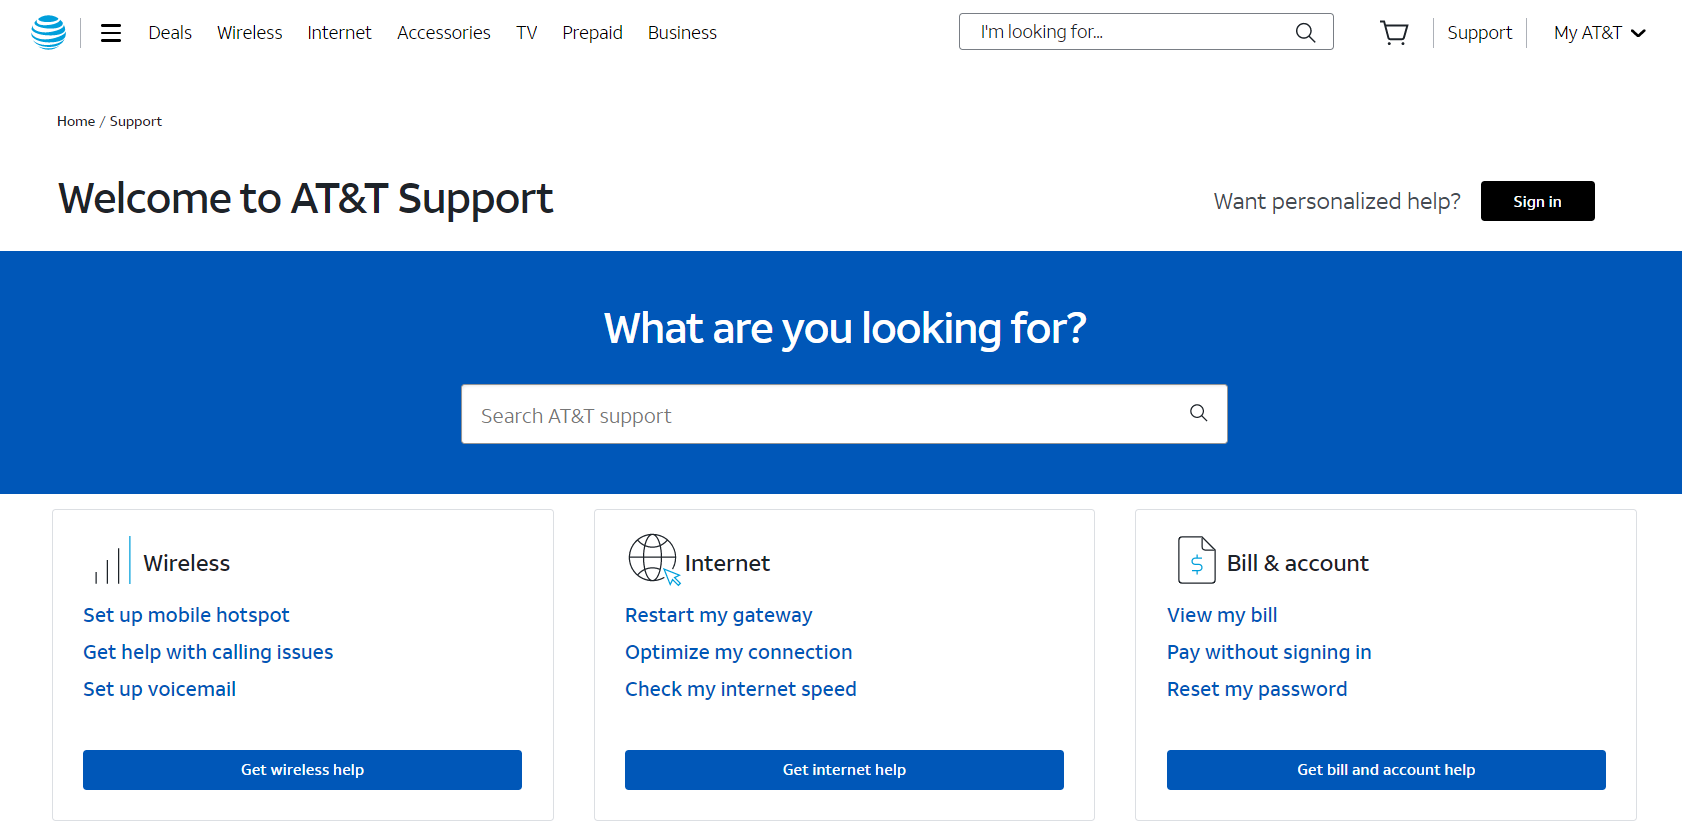 Deals Wireless Internet Accessories TV Prepaid Business I'm looking for... Support My AT&T
Home / Support
Welcome to AT&T Support
Want personalized help? Sign in
What are you looking for?
Search AT&T support
Wireless
Set up mobile hotspot
Get help with calling issues
Set up voicemail
Get wireless help
Internet
Restart my gateway
Optimize my connection
Check my internet speed
Get internet help
$ Bill & account
View my bill
Pay without signing in
Reset my password
Get bill and account help